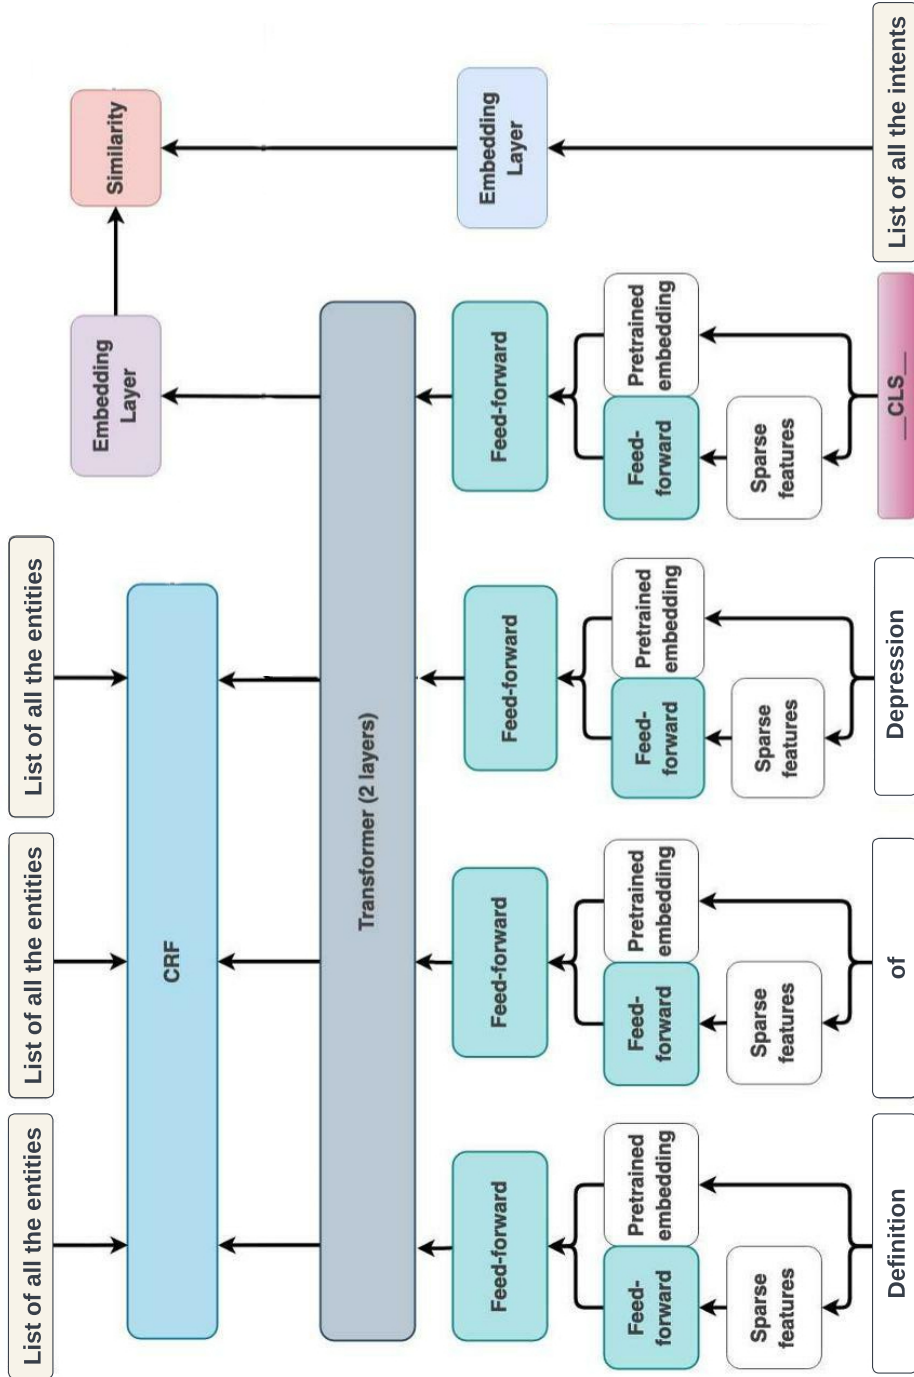 List of all the entities
List of all the entities
List of all the entities
Embedding
Layer
Similarity
CRF
Transformer (2 layers)
Feed-forward
Feed-forward
Feed-forward
Feed-forward
Embedding
Layer
Feed-
forward
Pretrained
embedding
Feed-
forward
Pretrained
embedding
Feed-
forward
Pretrained
embedding
Feed-
forward
Pretrained
embedding
Sparse
features
Sparse
features
Sparse
features
Sparse
features
Definition
of
Depression
__CLS__
List of all the intents